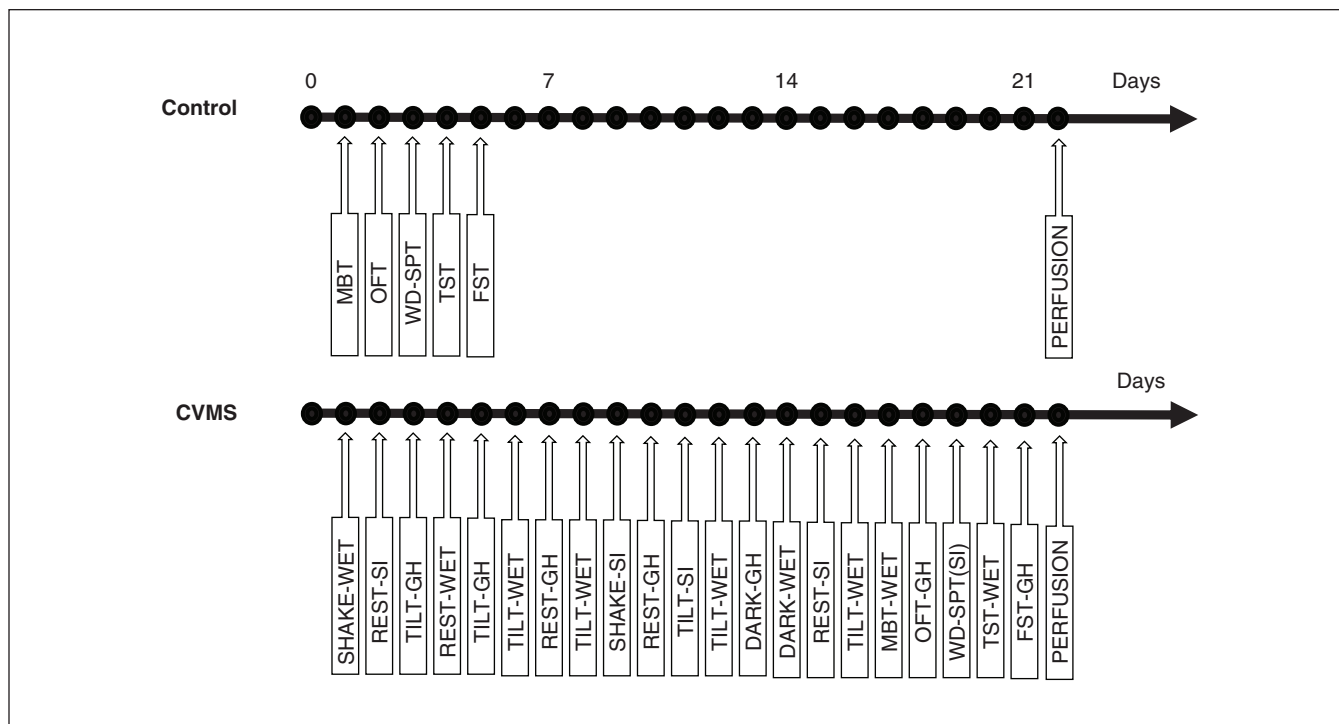 0 7 14 21 Days
Control
MBT
OFT
WD-SPT
TST
FST
PERFUSION
Days
CVMS
SHAKE-WET
REST-SI
TILT-GH
REST-WET
TILT-GH
TILT-WET
REST-GH
TILT-WET
SHAKE-SI
REST-GH
TILT-SI
TILT-WET
DARK-GH
DARK-WET
REST-SI
TILT-WET
MBT-WET
OFT-GH
WD-SPT(SI)
TST-WET
FST-GH
PERFUSION